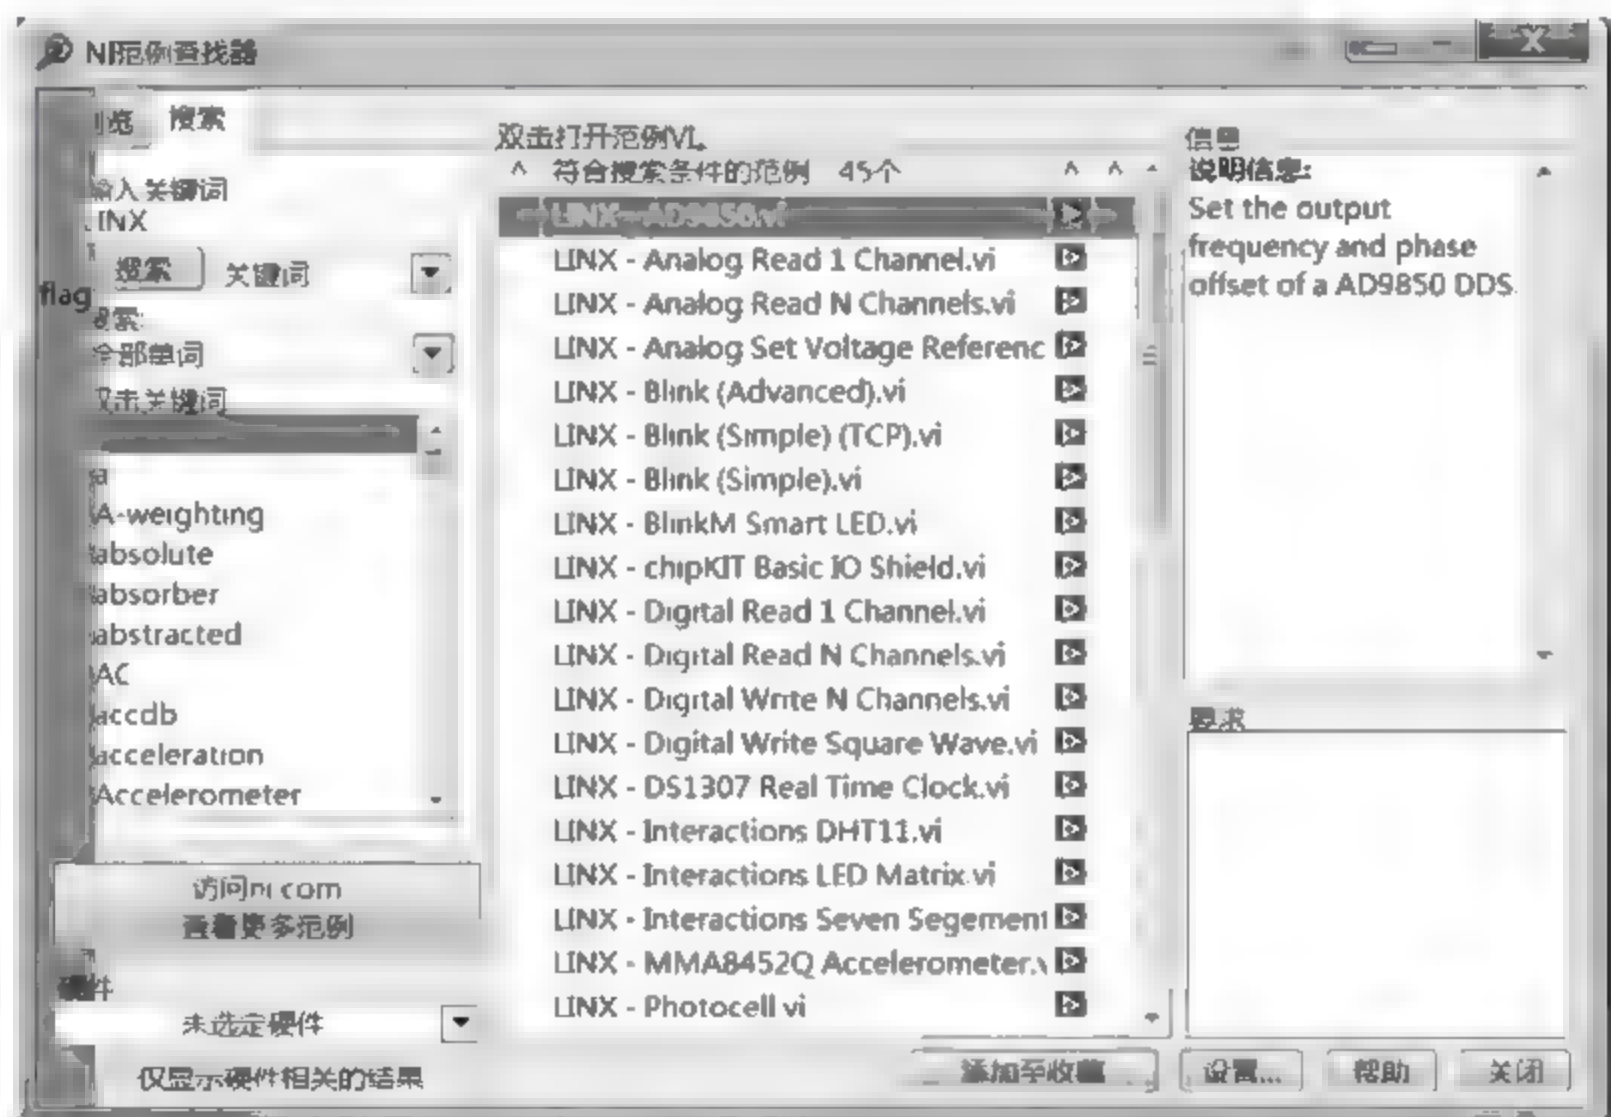 NI范例查找器
览 搜索
输入关键词
LINX
搜索 关键词
flag
搜索:
全部单词
双击关键词
a
A-weighting
absolute
absorber
abstracted
AC
accdb
acceleration
Accelerometer
访问ni.com
查看更多范例
硬件
未选定硬件
仅显示硬件相关的结果
双击打开范例VI。
^ 符合搜索条件的范例 45个 ^ ^
LINX - AD9850.vi
LINX - Analog Read 1 Channel.vi
LINX - Analog Read N Channels.vi
LINX - Analog Set Voltage Referenc
LINX - Blink (Advanced).vi
LINX - Blink (Simple) (TCP).vi
LINX - Blink (Simple).vi
LINX - BlinkM Smart LED.vi
LINX - chipKIT Basic IO Shield.vi
LINX - Digital Read 1 Channel.vi
LINX - Digital Read N Channels.vi
LINX - Digital Write N Channels.vi
LINX - Digital Write Square Wave.vi
LINX - DS1307 Real Time Clock.vi
LINX - Interactions DHT11.vi
LINX - Interactions LED Matrix.vi
LINX - Interactions Seven Segement
LINX - MMA8452Q Accelerometer.v
LINX - Photocell.vi
添加至收藏
信息
说明信息:
Set the output
frequency and phase
offset of a AD9850 DDS.
要求
设置... 帮助 关闭